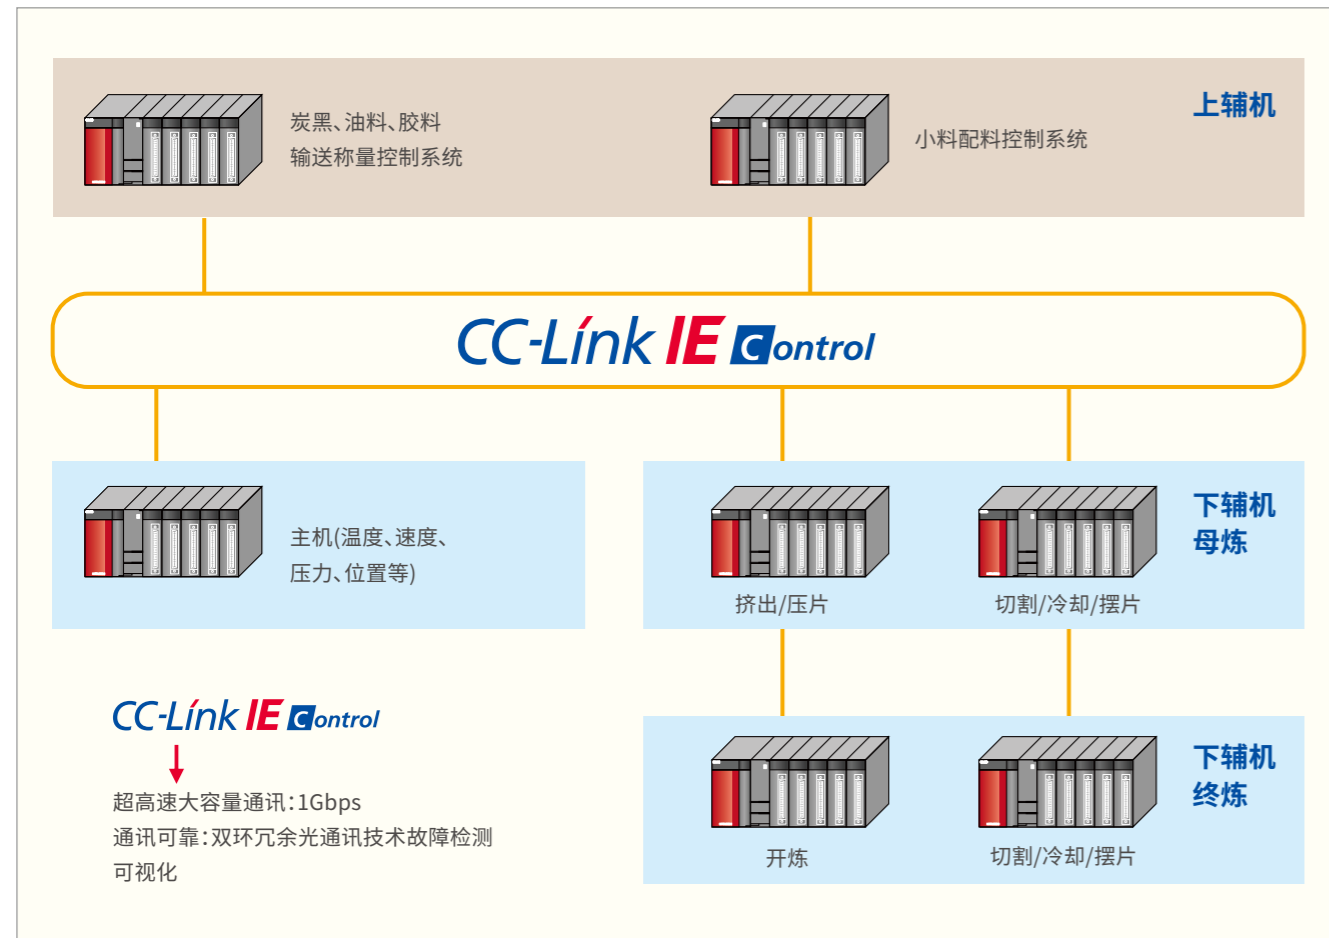 上辅机
炭黑、油料、胶料
输送称量控制系统
小料配料控制系统
CC-Link IE Control
主机(温度、速度、
压力、位置等)
下辅机
母炼
挤出/压片
切割/冷却/摆片
CC-Link IE Control
超高速大容量通讯：1Gbps
通讯可靠：双环冗余光通讯技术故障检测
可视化
下辅机
终炼
开炼
切割/冷却/摆片